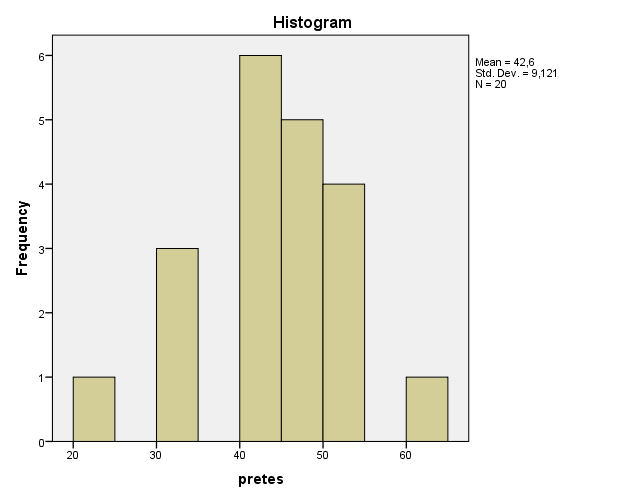 Histogram
Mean = 42,6
Std. Dev. = 9,121
N = 20
6
5
4
3
2
1
0
Frequency
20 30 40 50 60
pretes